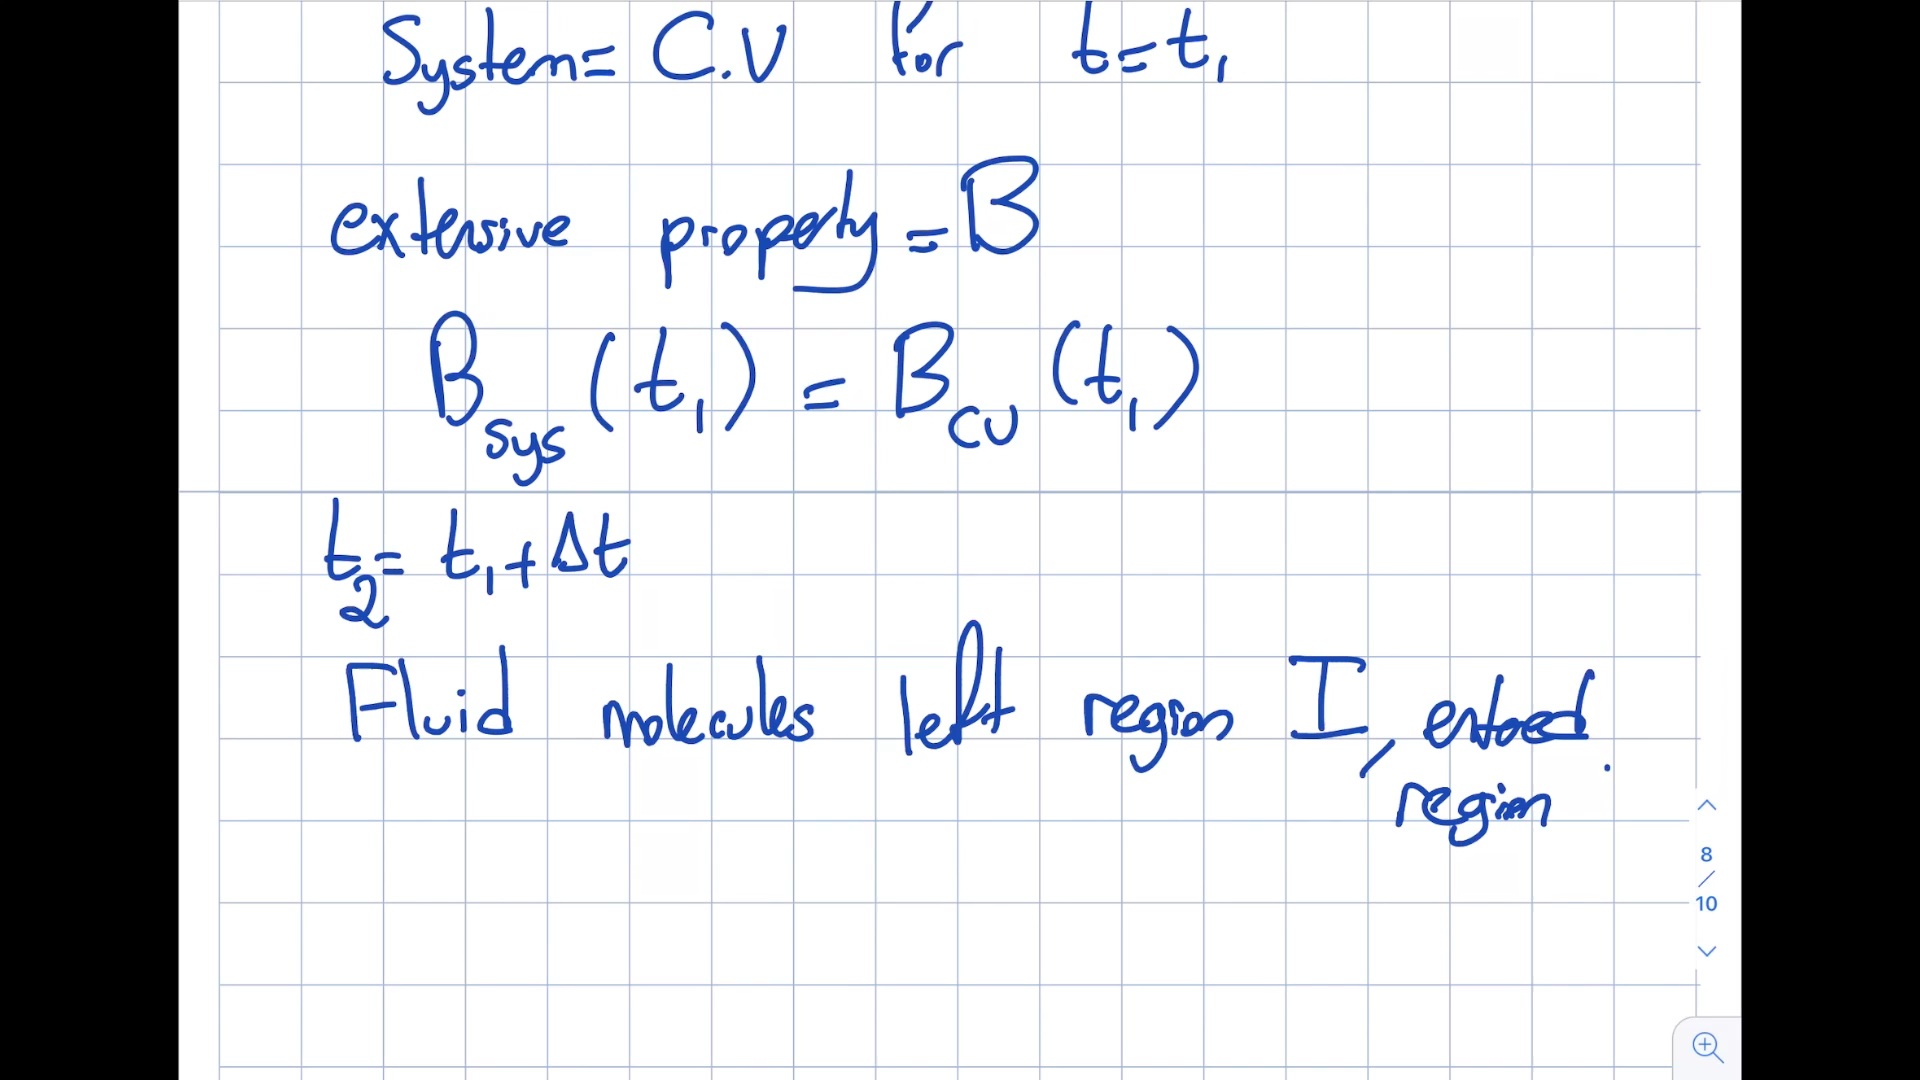 System= C.V for t=t₁
extensive property = B
B_sys (t₁) = B_cv (t₁)
t₂ = t₁ + Δt
Fluid molecules left region I, entered
region
8
/
10